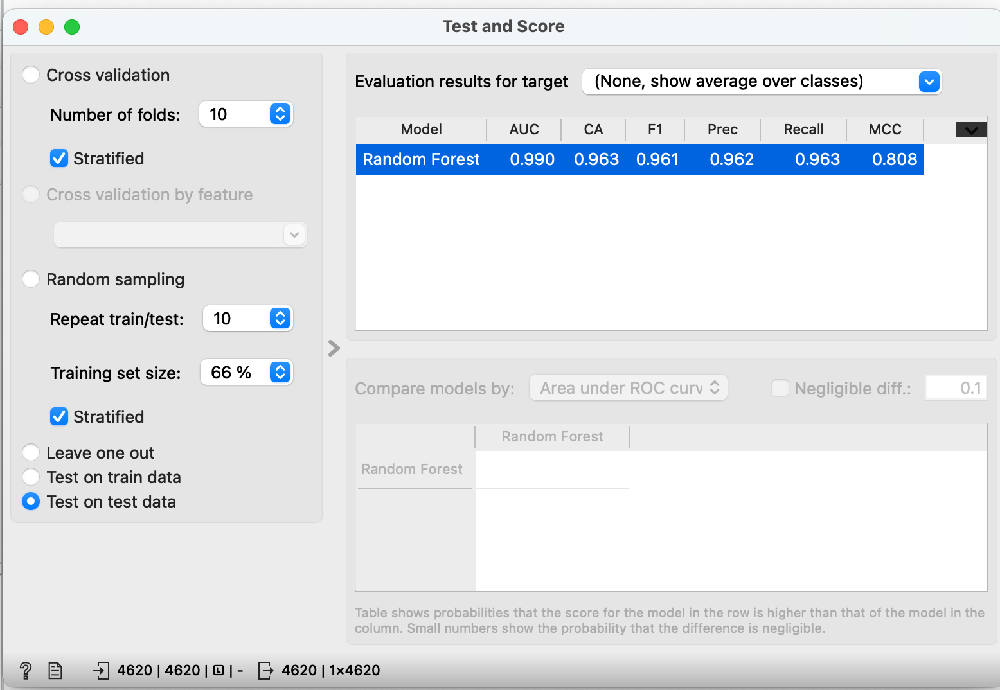 Test and Score
Cross validation
Number of folds: 10
Stratified
Cross validation by feature
Random sampling
Repeat train/test: 10
Training set size: 66 %
Stratified
Leave one out
Test on train data
Test on test data
Evaluation results for target (None, show average over classes)
Model AUC CA F1 Prec Recall MCC
Random Forest 0.990 0.963 0.961 0.962 0.963 0.808
Compare models by: Area under ROC curv Negligible diff.: 0.1
Random Forest
Random Forest
Table shows probabilities that the score for the model in the row is higher than that of the model in the
column. Small numbers show the probability that the difference is negligible.
? 4620 | 4620 | L | - 4620 | 1×4620